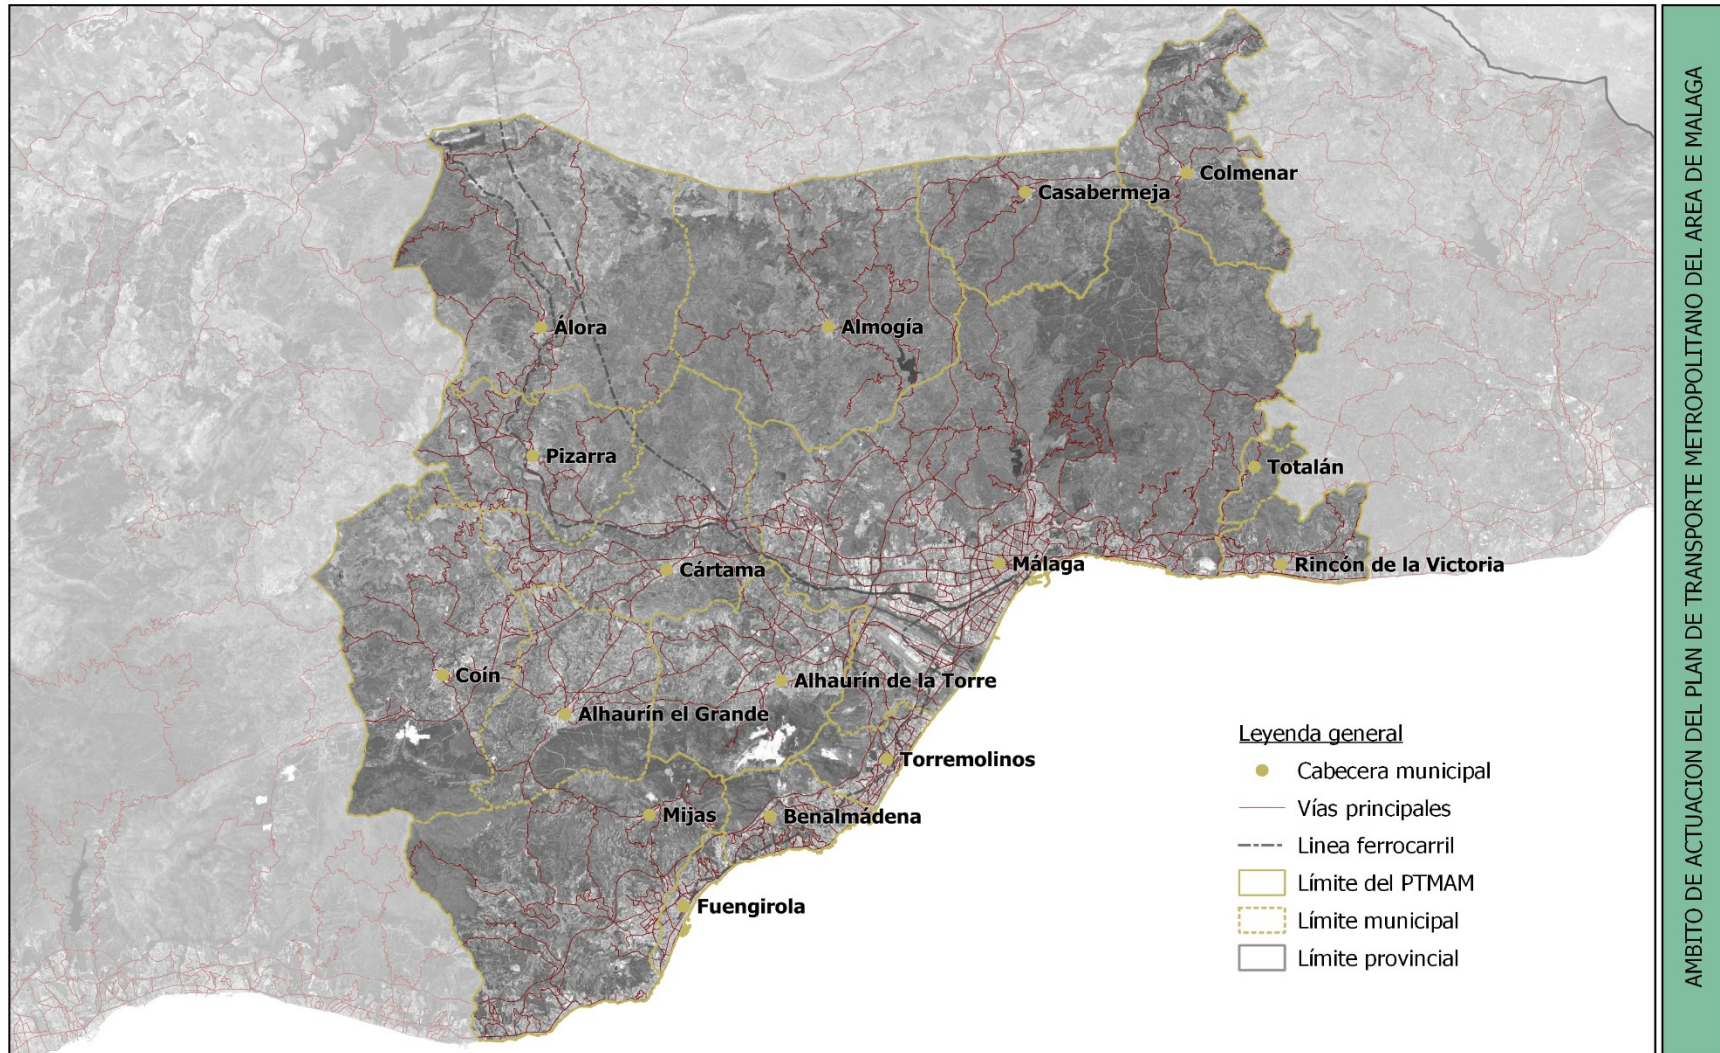 Colmenar
Casabermeja
Álora
Almogía
Pizarra
Totalán
Cártama
Málaga
Rincón de la Victoria
Coín
Alhaurín de la Torre
Alhaurín el Grande
Torremolinos
Mijas
Benalmádena
Fuengirola
Leyenda general
Cabecera municipal
Vías principales
Linea ferrocarril
Límite del PTMAM
Límite municipal
Límite provincial
AMBITO DE ACTUACION DEL PLAN DE TRANSPORTE METROPOLITANO DEL AREA DE MALAGA